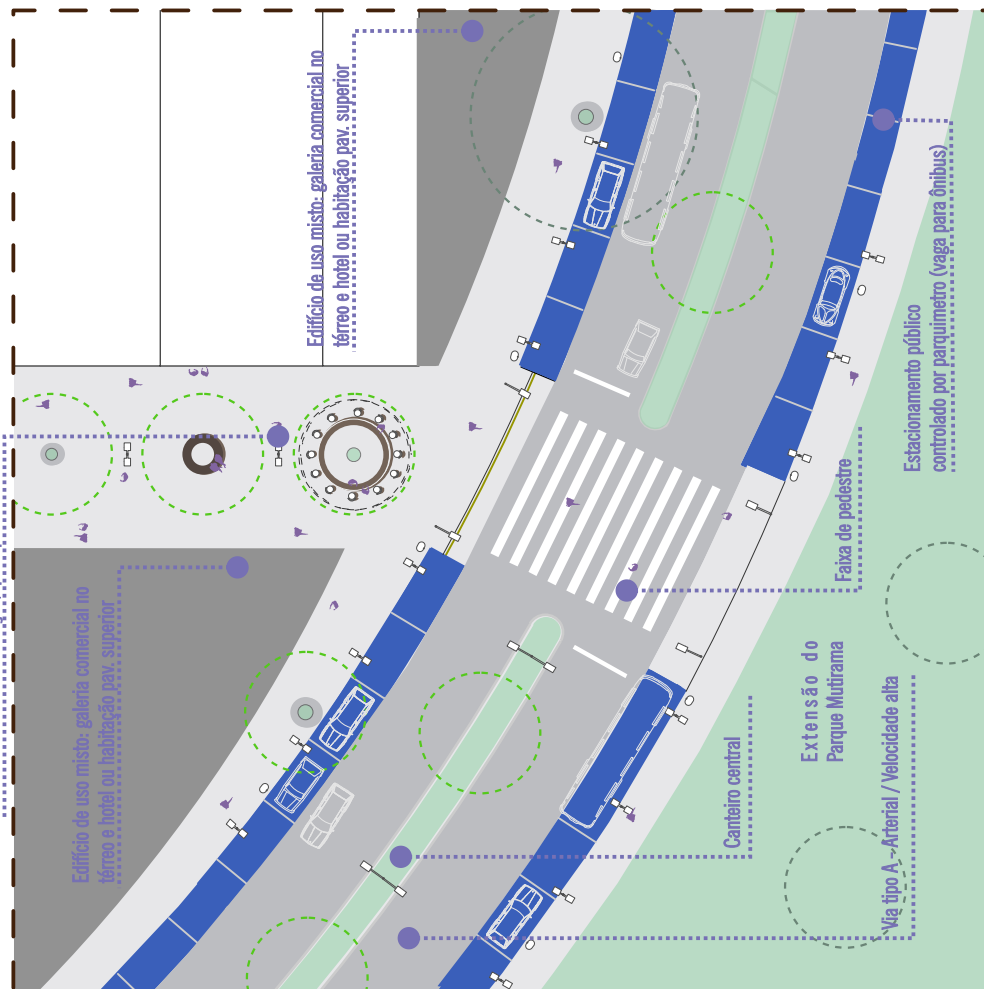 Edifício de uso misto: galeria comercial no
térreo e hotel ou habitação pav. superior
Estacionamento público
controlado por parquímetro (vaga para ônibus)
Faixa de pedestre
Edifício de uso misto: galeria comercial no
térreo e hotel ou habitação pav. superior
Extensão do
Parque Mutirama
Canteiro central
Via tipo A - Arterial / Velocidade alta